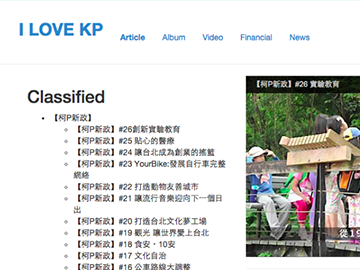 I LOVE KP
Article Album Video Financial News
Classified
【柯P新政】
【柯P新政】#26創新實驗教育
【柯P新政】#25 貼心的醫療
【柯P新政】#24 讓台北成為創業的搖籃
【柯P新政】#23 YourBike:發展自行車完整
網絡
【柯P新政】#22 打造動物友善城市
【柯P新政】#21 讓流行音樂迎向下一個日
出
【柯P新政】#20 打造台北文化夢工場
【柯P新政】#19 觀光 讓世界愛上台北
【柯P新政】#18 食安・10安
【柯P新政】#17 文化自治
【柯P新政】#16 公車路線大調整
【柯P新政】#26 實驗教育
從19